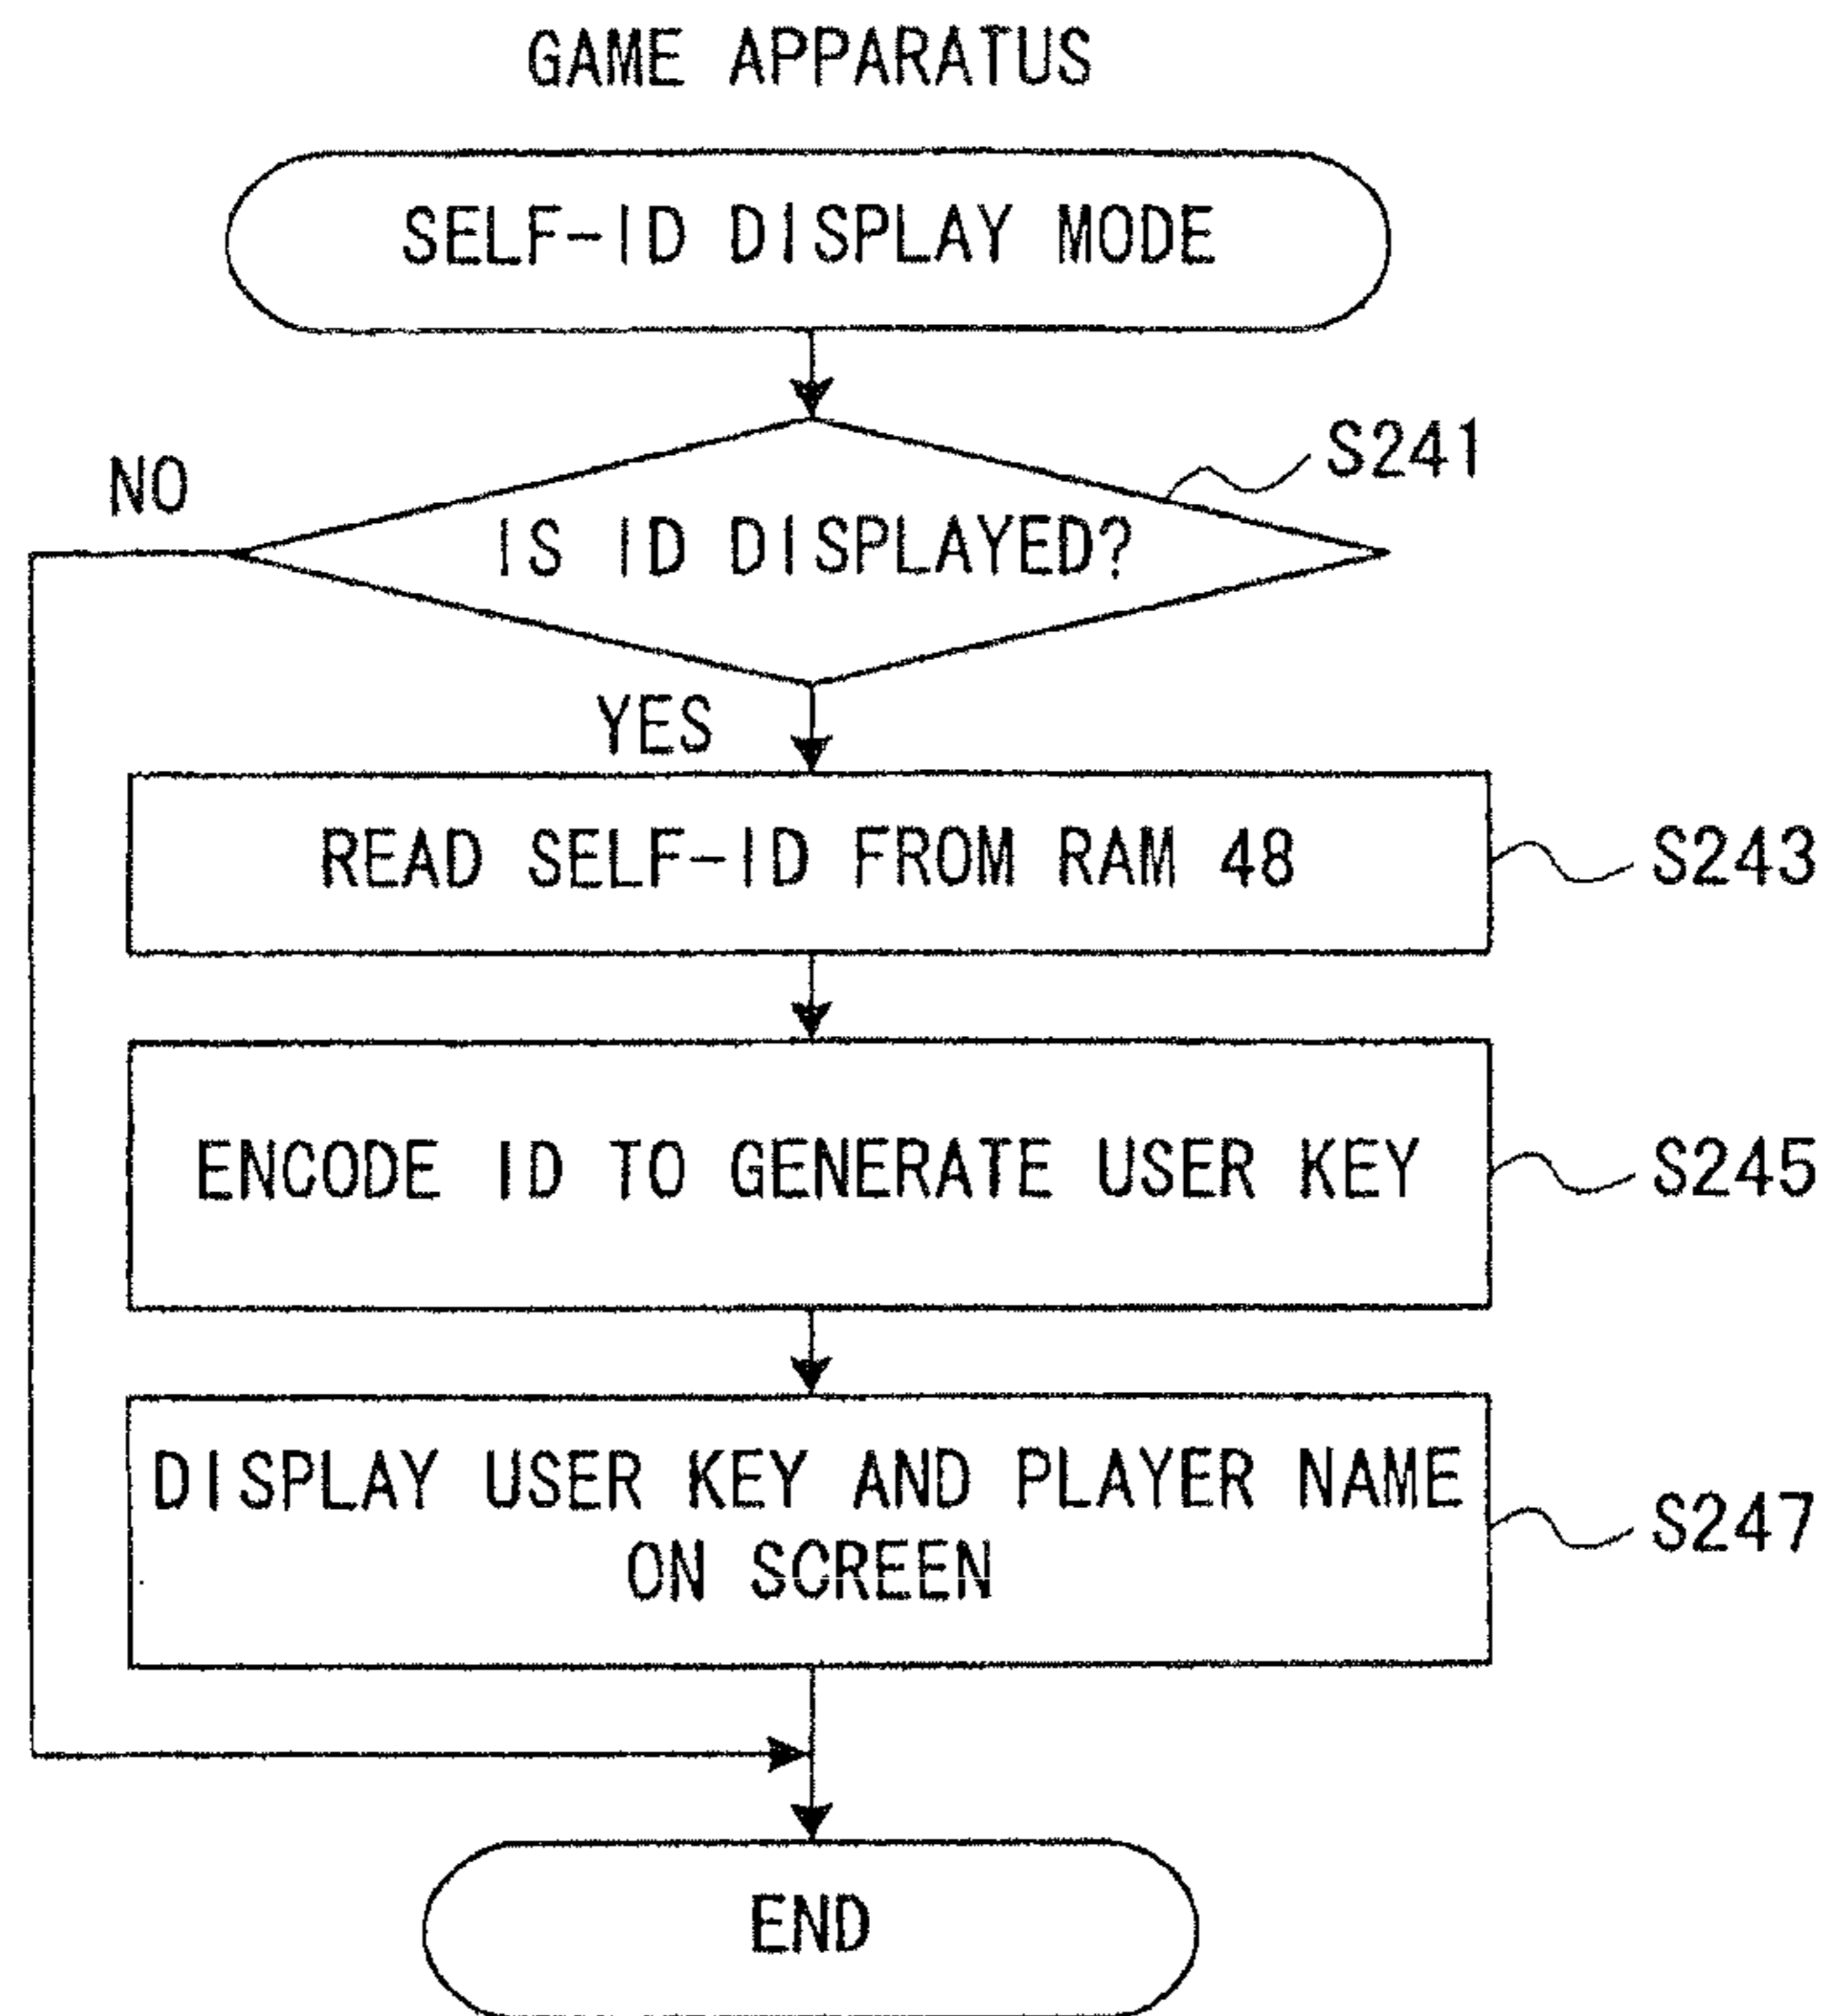 GAME APPARATUS
SELF-ID DISPLAY MODE
S241
NO
IS ID DISPLAYED?
YES
READ SELF-ID FROM RAM 48
S243
ENCODE ID TO GENERATE USER KEY
S245
DISPLAY USER KEY AND PLAYER NAME
ON SCREEN
S247
END